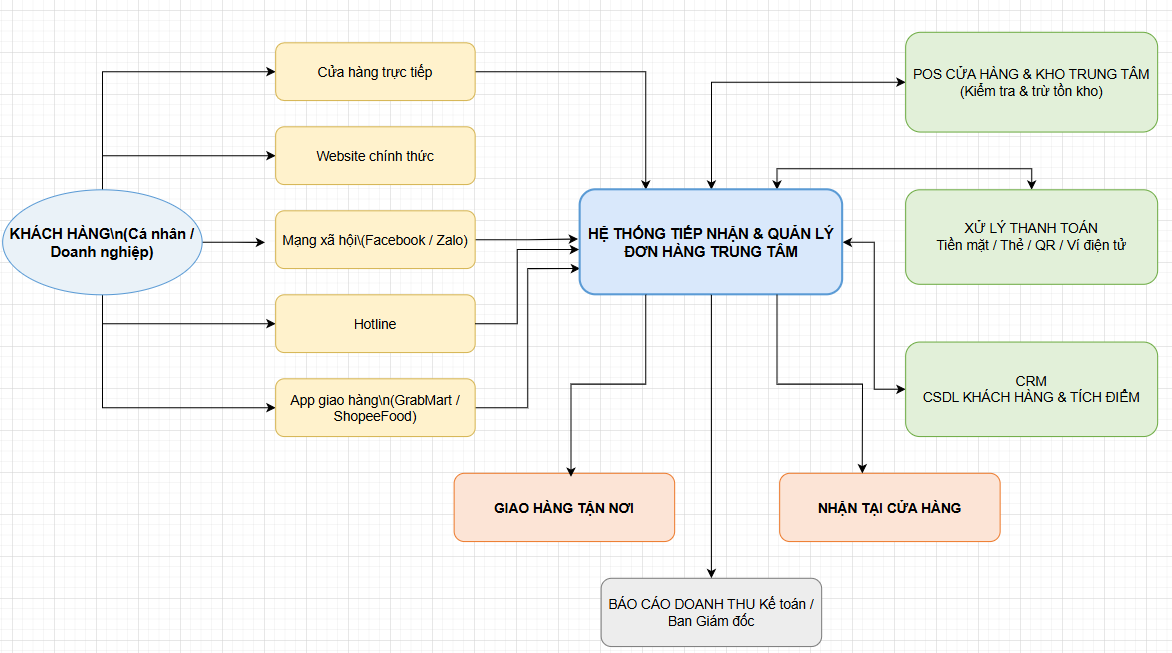 Cửa hàng trực tiếp
Website chính thức
KHÁCH HÀNG\n(Cá nhân /
Doanh nghiệp)
Mạng xã hội\(Facebook / Zalo)
Hotline
App giao hàng\n(GrabMart /
ShopeeFood)
HỆ THỐNG TIẾP NHẬN & QUẢN LÝ
ĐƠN HÀNG TRUNG TÂM
POS CỬA HÀNG & KHO TRUNG TÂM
(Kiểm tra & trừ tồn kho)
XỬ LÝ THANH TOÁN
Tiền mặt / Thẻ / QR / Ví điện tử
CRM
CSDL KHÁCH HÀNG & TÍCH ĐIỂM
GIAO HÀNG TẬN NƠI
NHẬN TẠI CỬA HÀNG
BÁO CÁO DOANH THU Kế toán /
Ban Giám đốc